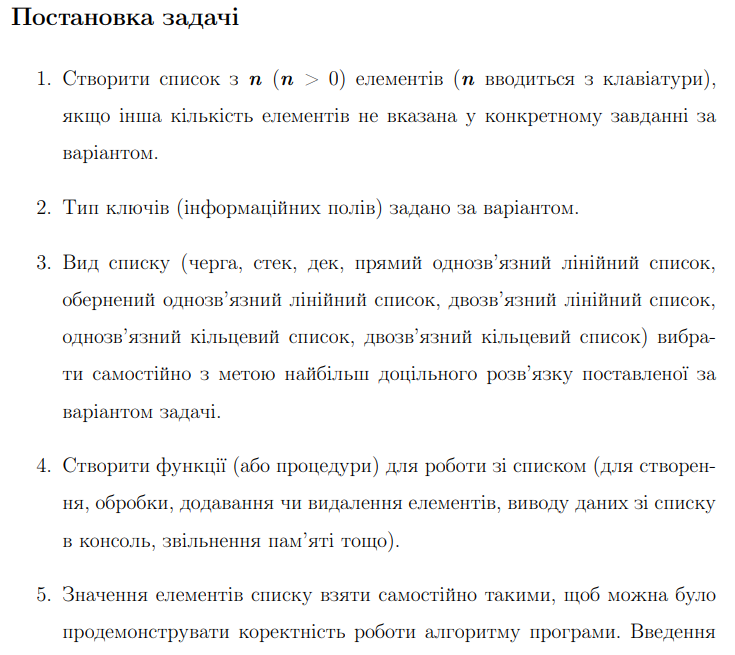 Постановка задачі
1. Створити список з n (n > 0) елементів (n вводиться з клавіатури),
якщо інша кількість елементів не вказана у конкретному завданні за
варіантом.
2. Тип ключів (інформаційних полів) задано за варіантом.
3. Вид списку (черга, стек, дек, прямий однозв'язний лінійний список,
обернений однозв'язний лінійний список, двозв'язний лінійний список,
однозв'язний кільцевий список, двозв'язний кільцевий список) вибра-
ти самостійно з метою найбільш доцільного розв'язку поставленої за
варіантом задачі.
4. Створити функції (або процедури) для роботи зі списком (для створен-
ня, обробки, додавання чи видалення елементів, виводу даних зі списку
в консоль, звільнення пам'яті тощо).
5. Значення елементів списку взяти самостійно такими, щоб можна було
продемонструвати коректність роботи алгоритму програми. Введення